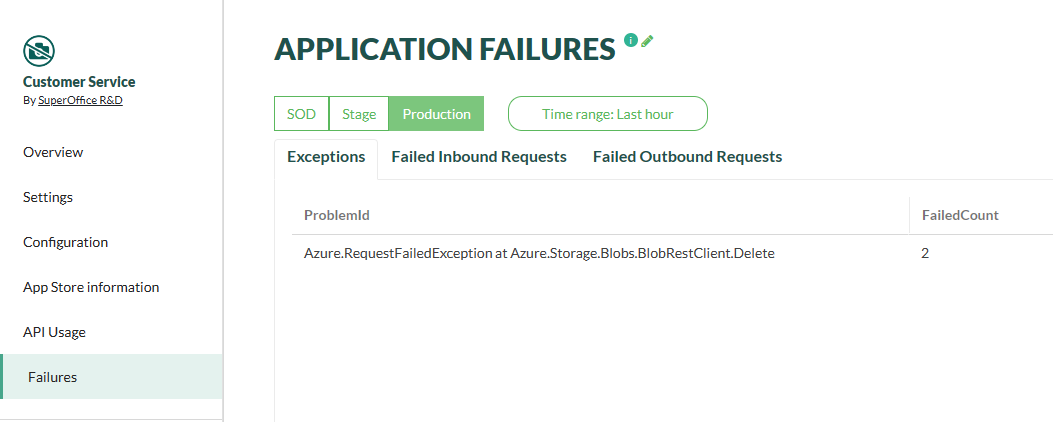 Customer Service
By SuperOffice R&D
Overview
Settings
Configuration
App Store information
API Usage
Failures
APPLICATION FAILURES
SOD Stage Production Time range: Last hour
Exceptions Failed Inbound Requests Failed Outbound Requests
ProblemId FailedCount
Azure.RequestFailedException at Azure.Storage.Blobs.BlobRestClient.Delete 2